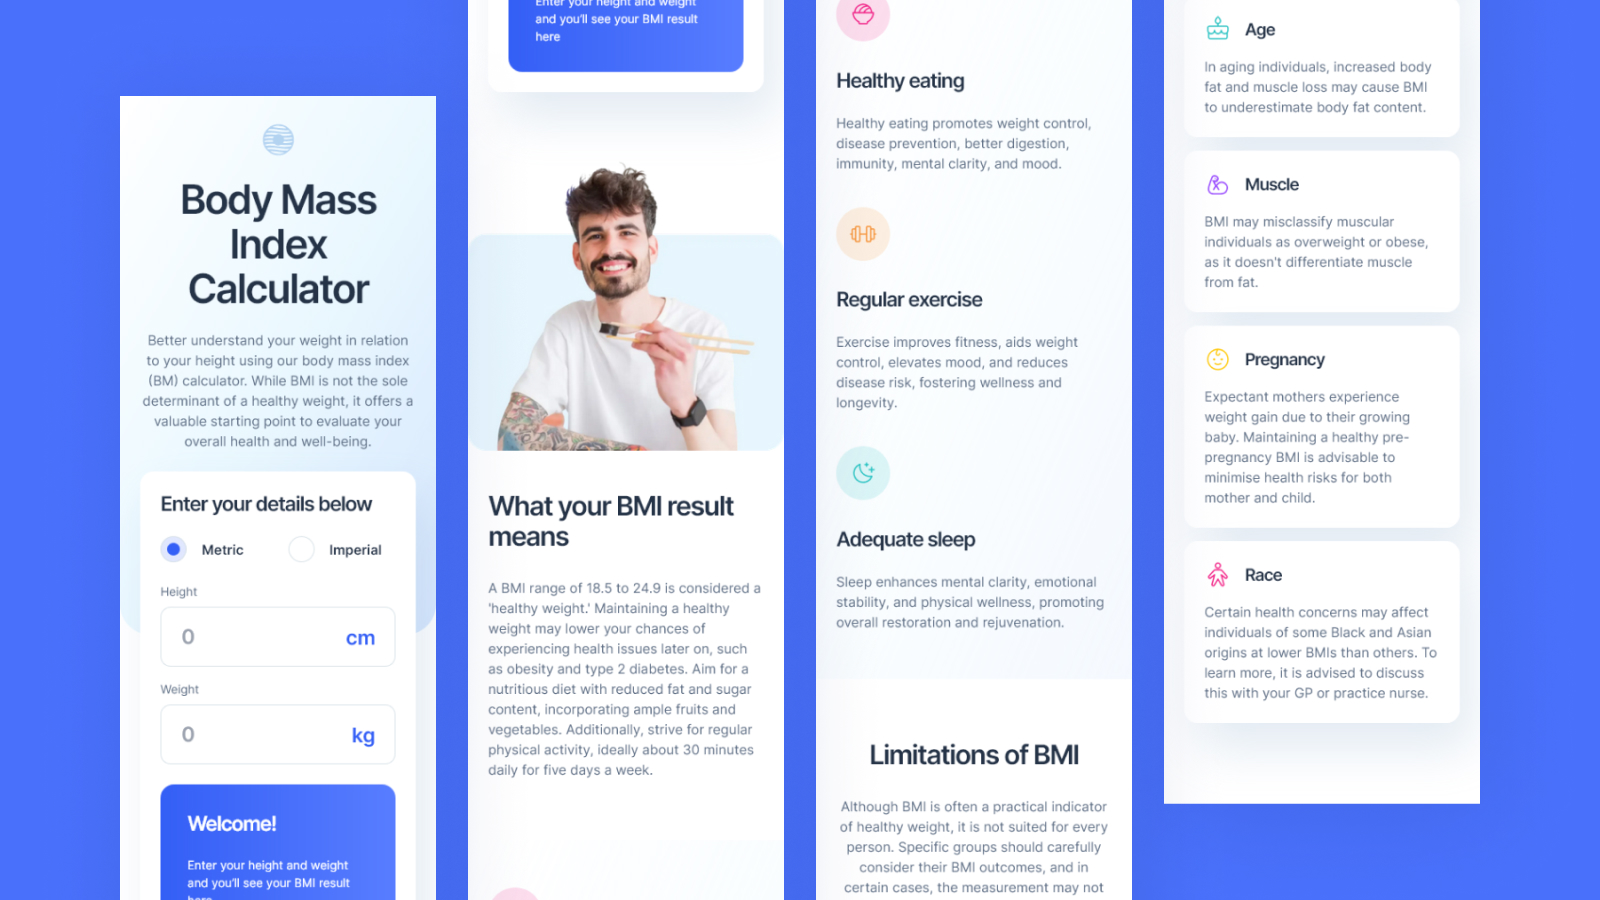 Body Mass
Index
Calculator
Better understand your weight in relation
to your height using our body mass index
(BM) calculator. While BMI is not the sole
determinant of a healthy weight, it offers a
valuable starting point to evaluate your
overall health and well-being.
Enter your details below
Metric
Imperial
Height
0
cm
Weight
0
kg
Welcome!
Enter your height and weight
and you'll see your BMI result
here
Enter your height and weight
and you'll see your BMI result
here
What your BMI result
means
A BMI range of 18.5 to 24.9 is considered a
'healthy weight.' Maintaining a healthy
weight may lower your chances of
experiencing health issues later on, such
as obesity and type 2 diabetes. Aim for a
nutritious diet with reduced fat and sugar
content, incorporating ample fruits and
vegetables. Additionally, strive for regular
physical activity, ideally about 30 minutes
daily for five days a week.
Healthy eating
Healthy eating promotes weight control,
disease prevention, better digestion,
immunity, mental clarity, and mood.
Regular exercise
Exercise improves fitness, aids weight
control, elevates mood, and reduces
disease risk, fostering wellness and
longevity.
Adequate sleep
Sleep enhances mental clarity, emotional
stability, and physical wellness, promoting
overall restoration and rejuvenation.
Limitations of BMI
Although BMI is often a practical indicator
of healthy weight, it is not suited for every
person. Specific groups should carefully
consider their BMI outcomes, and in
certain cases, the measurement may not
Age
In aging individuals, increased body
fat and muscle loss may cause BMI
to underestimate body fat content.
Muscle
BMI may misclassify muscular
individuals as overweight or obese,
as it doesn't differentiate muscle
from fat.
Pregnancy
Expectant mothers experience
weight gain due to their growing
baby. Maintaining a healthy pre-
pregnancy BMI is advisable to
minimise health risks for both
mother and child.
Race
Certain health concerns may affect
individuals of some Black and Asian
origins at lower BMIs than others. To
learn more, it is advised to discuss
this with your GP or practice nurse.